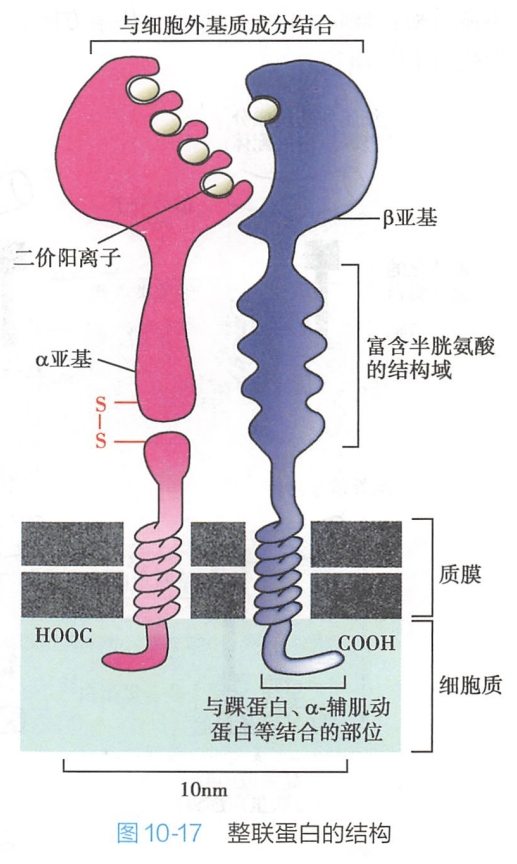 与细胞外基质成分结合
β亚基
二价阳离子
富含半胱氨酸
的结构域
α亚基
S
S
质膜
HOOC
COOH
细胞质
与踝蛋白、α-辅肌动
蛋白等结合的部位
10nm
图 10-17 整联蛋白的结构